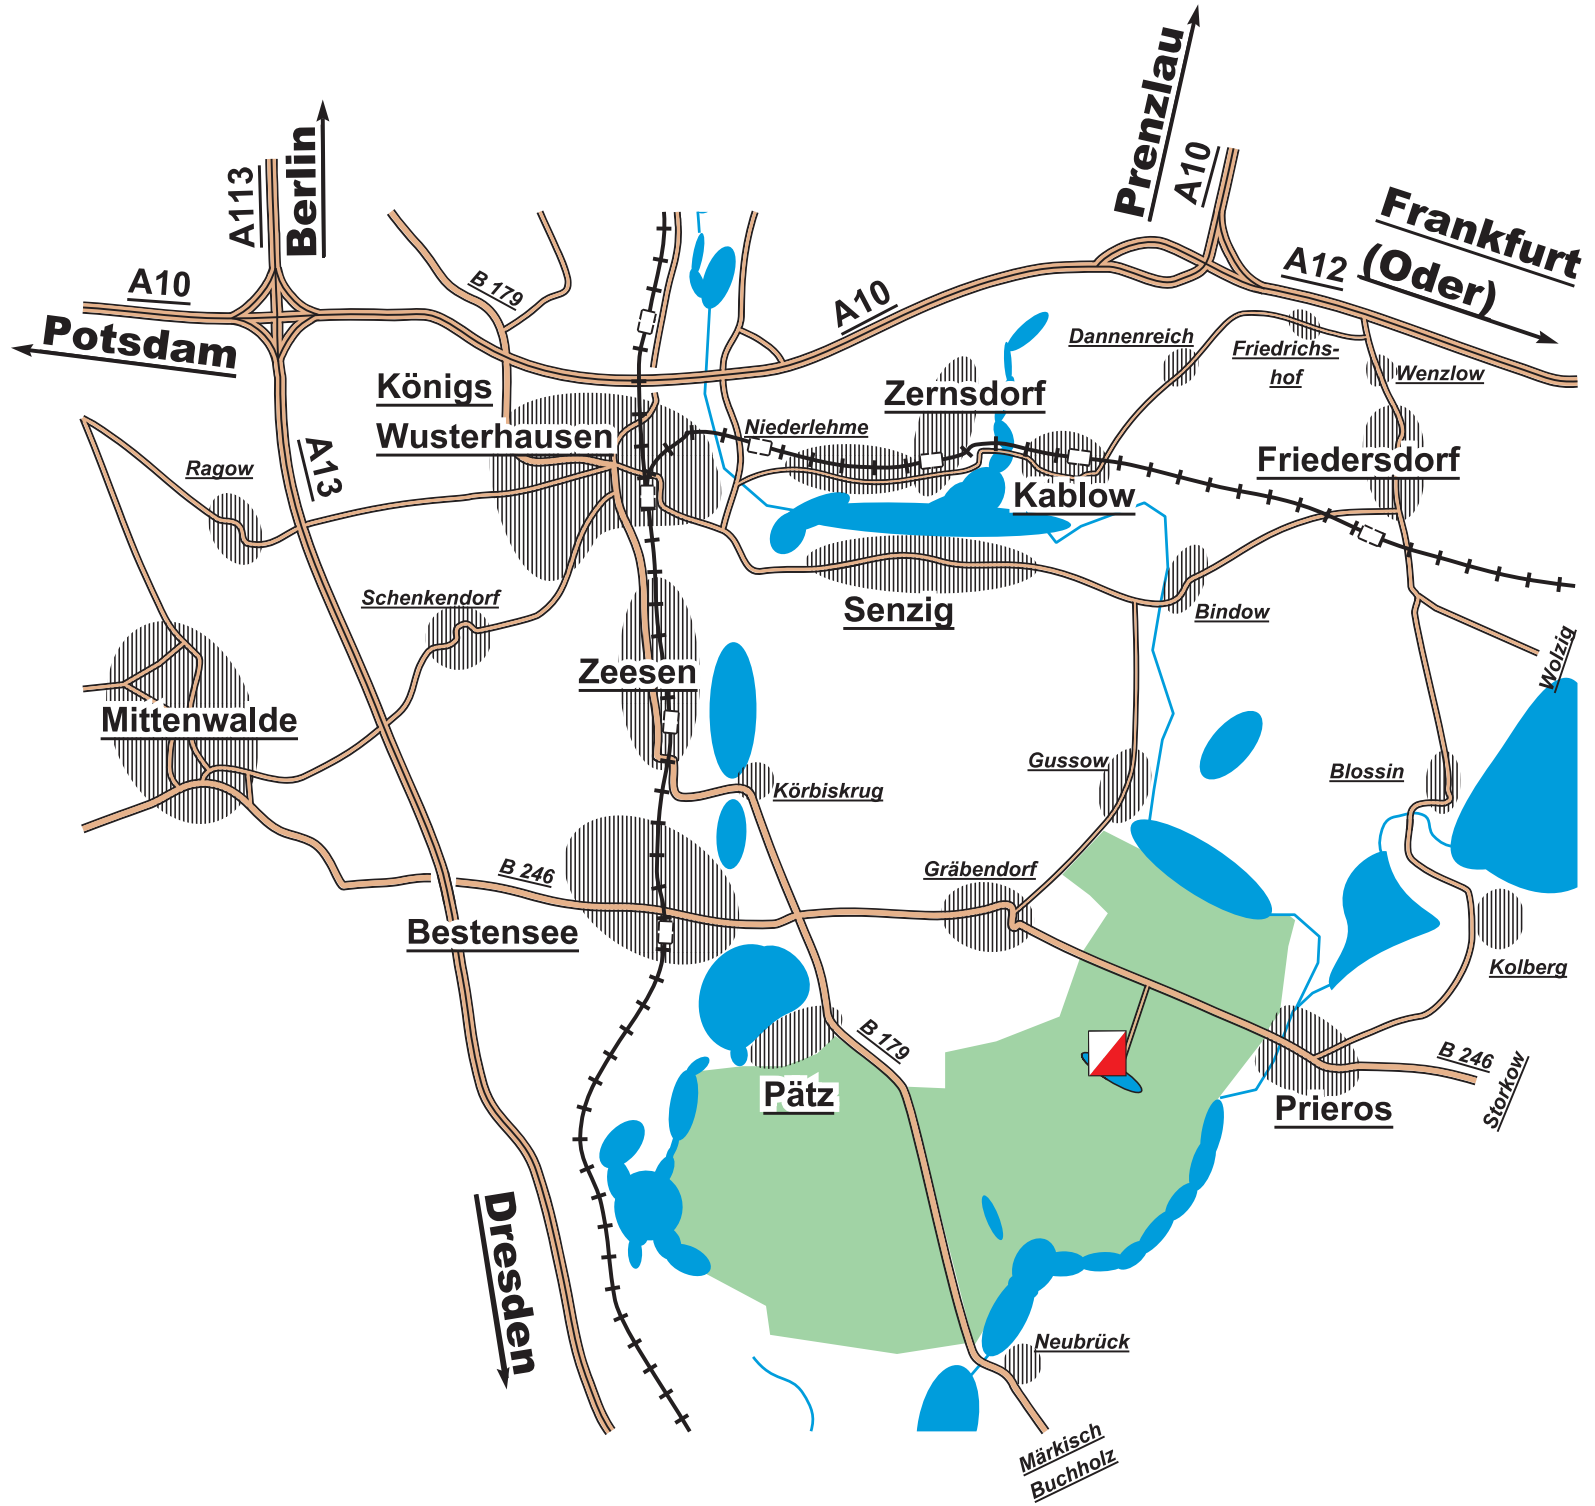 Prenzlau
A10
Berlin
A113
Frankfurt
(Oder)
A12
A10
B 179
A10
Potsdam
Dannenreich
Friedrichs-
hof
Wenzlow
Königs
Wusterhausen
Zernsdorf
Niederlehme
Friedersdorf
Ragow
A13
Kablow
Schenkendorf
Senzig
Bindow
Wolzig
Zeesen
Mittenwalde
Gussow
Blossin
Körbiskrug
B 246
Gräbendorf
Bestensee
Kolberg
B 179
B 246
Storkow
Pätz
Prieros
Dresden
Neubrück
Märkisch
Buchholz